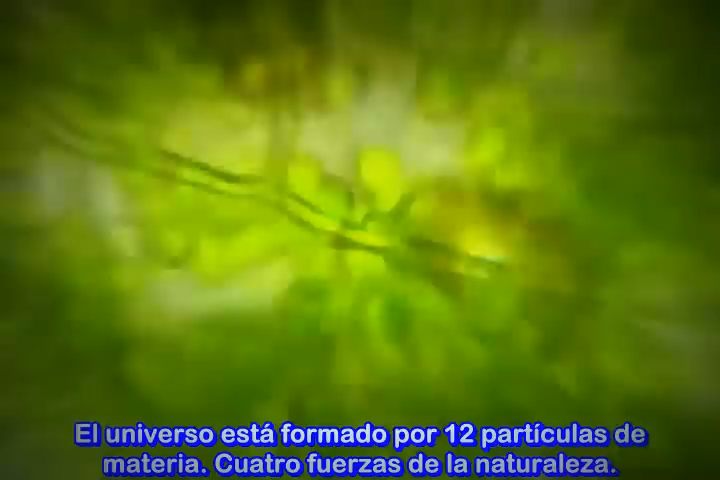 El universo está formado por 12 partículas de
materia. Cuatro fuerzas de la naturaleza.